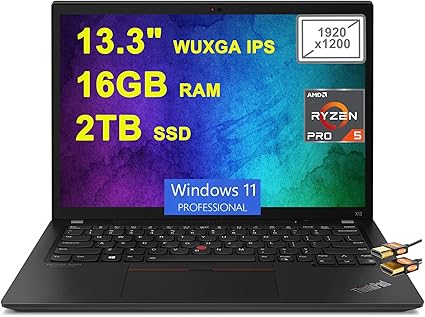 13.3" WUXGA IPS
1920
x1200
16GB RAM
2TB SSD
AMD
RYZEN
PRO 5
Windows 11
PROFESSIONAL
X13
ThinkPad